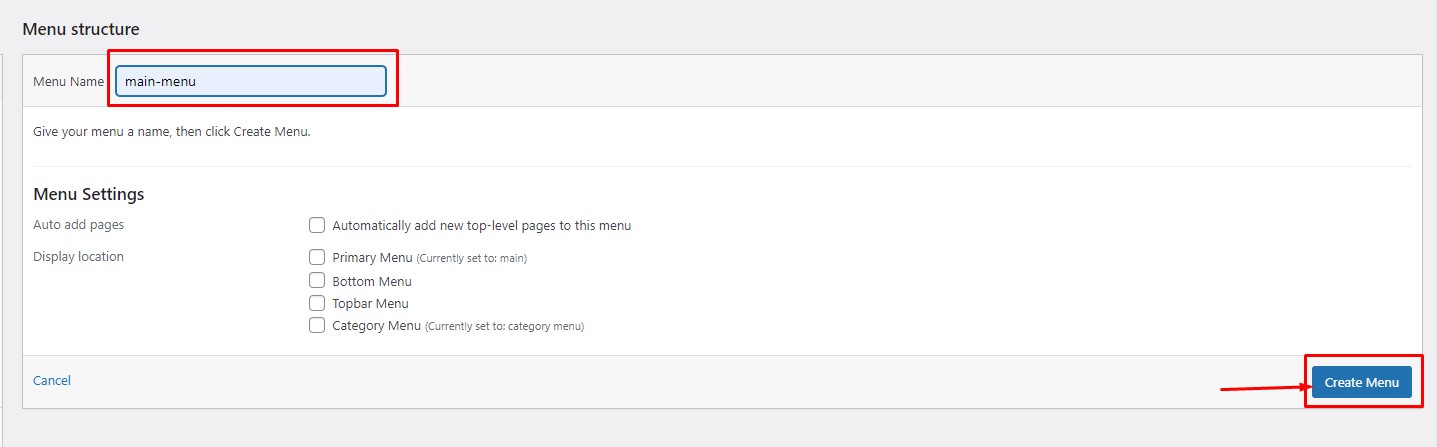 Menu structure
Menu Name main-menu
Give your menu a name, then click Create Menu.
Menu Settings
Auto add pages Automatically add new top-level pages to this menu
Display location Primary Menu (Currently set to: main)
Bottom Menu
Topbar Menu
Category Menu (Currently set to: category menu)
Cancel Create Menu